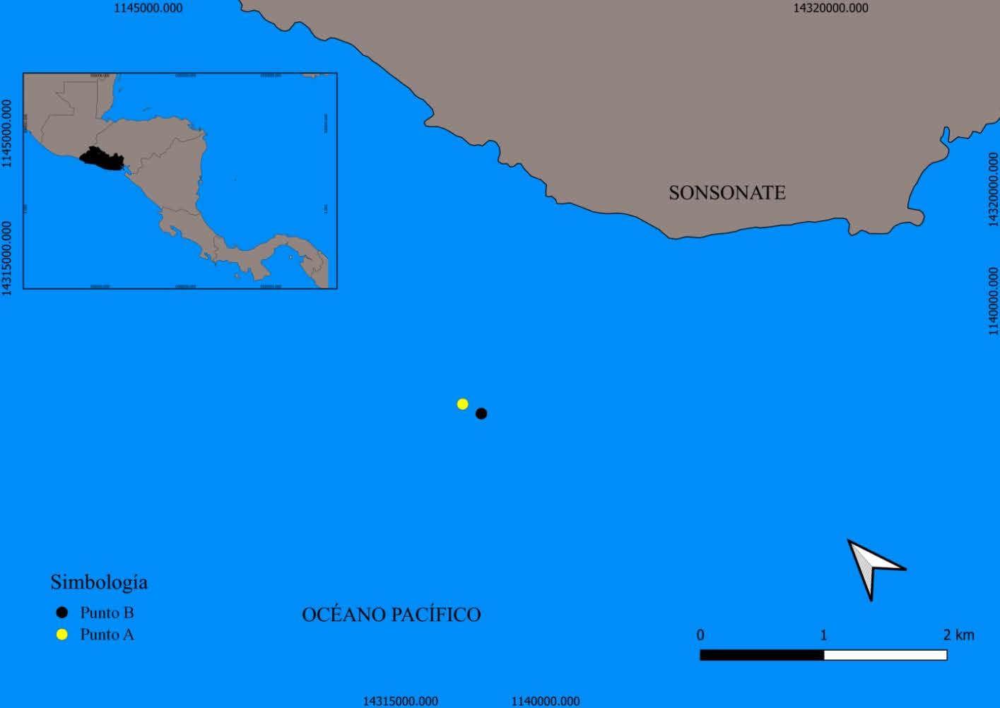 1145000.000
14320000.000
1145000.000
14315000.000
14320000.000
1140000.000
SONSONATE
Simbología
Punto B
Punto A
OCÉANO PACÍFICO
0 1 2 km
14315000.000
1140000.000